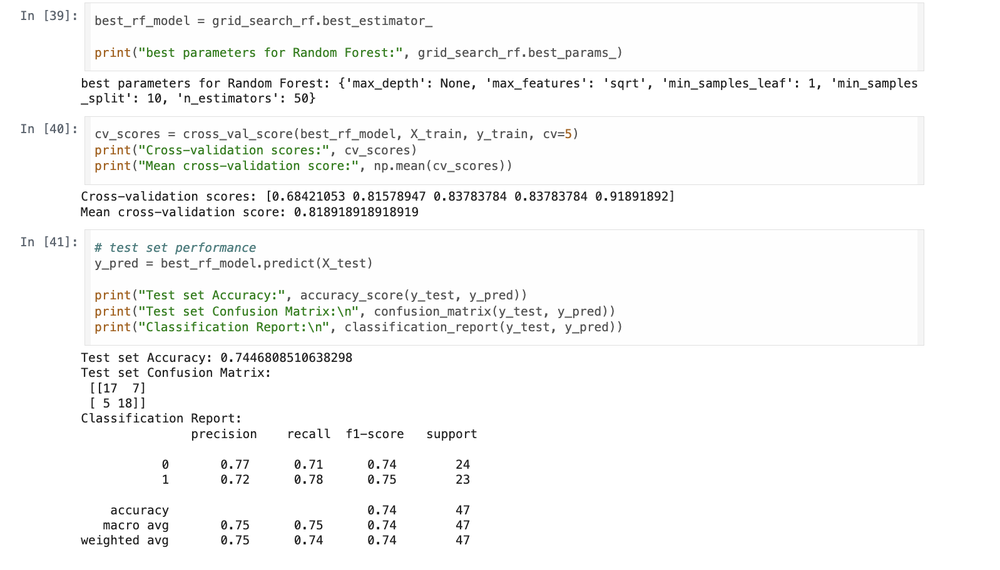 In [39]:
best_rf_model = grid_search_rf.best_estimator_
print("best parameters for Random Forest:", grid_search_rf.best_params_)
best parameters for Random Forest: {'max_depth': None, 'max_features': 'sqrt', 'min_samples_leaf': 1, 'min_samples
_split': 10, 'n_estimators': 50}
In [40]:
cv_scores = cross_val_score(best_rf_model, X_train, y_train, cv=5)
print("Cross-validation scores:", cv_scores)
print("Mean cross-validation score:", np.mean(cv_scores))
Cross-validation scores: [0.68421053 0.81578947 0.83783784 0.83783784 0.91891892]
Mean cross-validation score: 0.818918918918919
In [41]:
# test set performance
y_pred = best_rf_model.predict(X_test)
print("Test set Accuracy:", accuracy_score(y_test, y_pred))
print("Test set Confusion Matrix:\n", confusion_matrix(y_test, y_pred))
print("Classification Report:\n", classification_report(y_test, y_pred))
Test set Accuracy: 0.7446808510638298
Test set Confusion Matrix:
[[17  7]
[ 5 18]]
Classification Report:
precision    recall  f1-score   support
0       0.77      0.71      0.74        24
1       0.72      0.78      0.75        23
accuracy                           0.74        47
macro avg       0.75      0.75      0.74        47
weighted avg       0.75      0.74      0.74        47